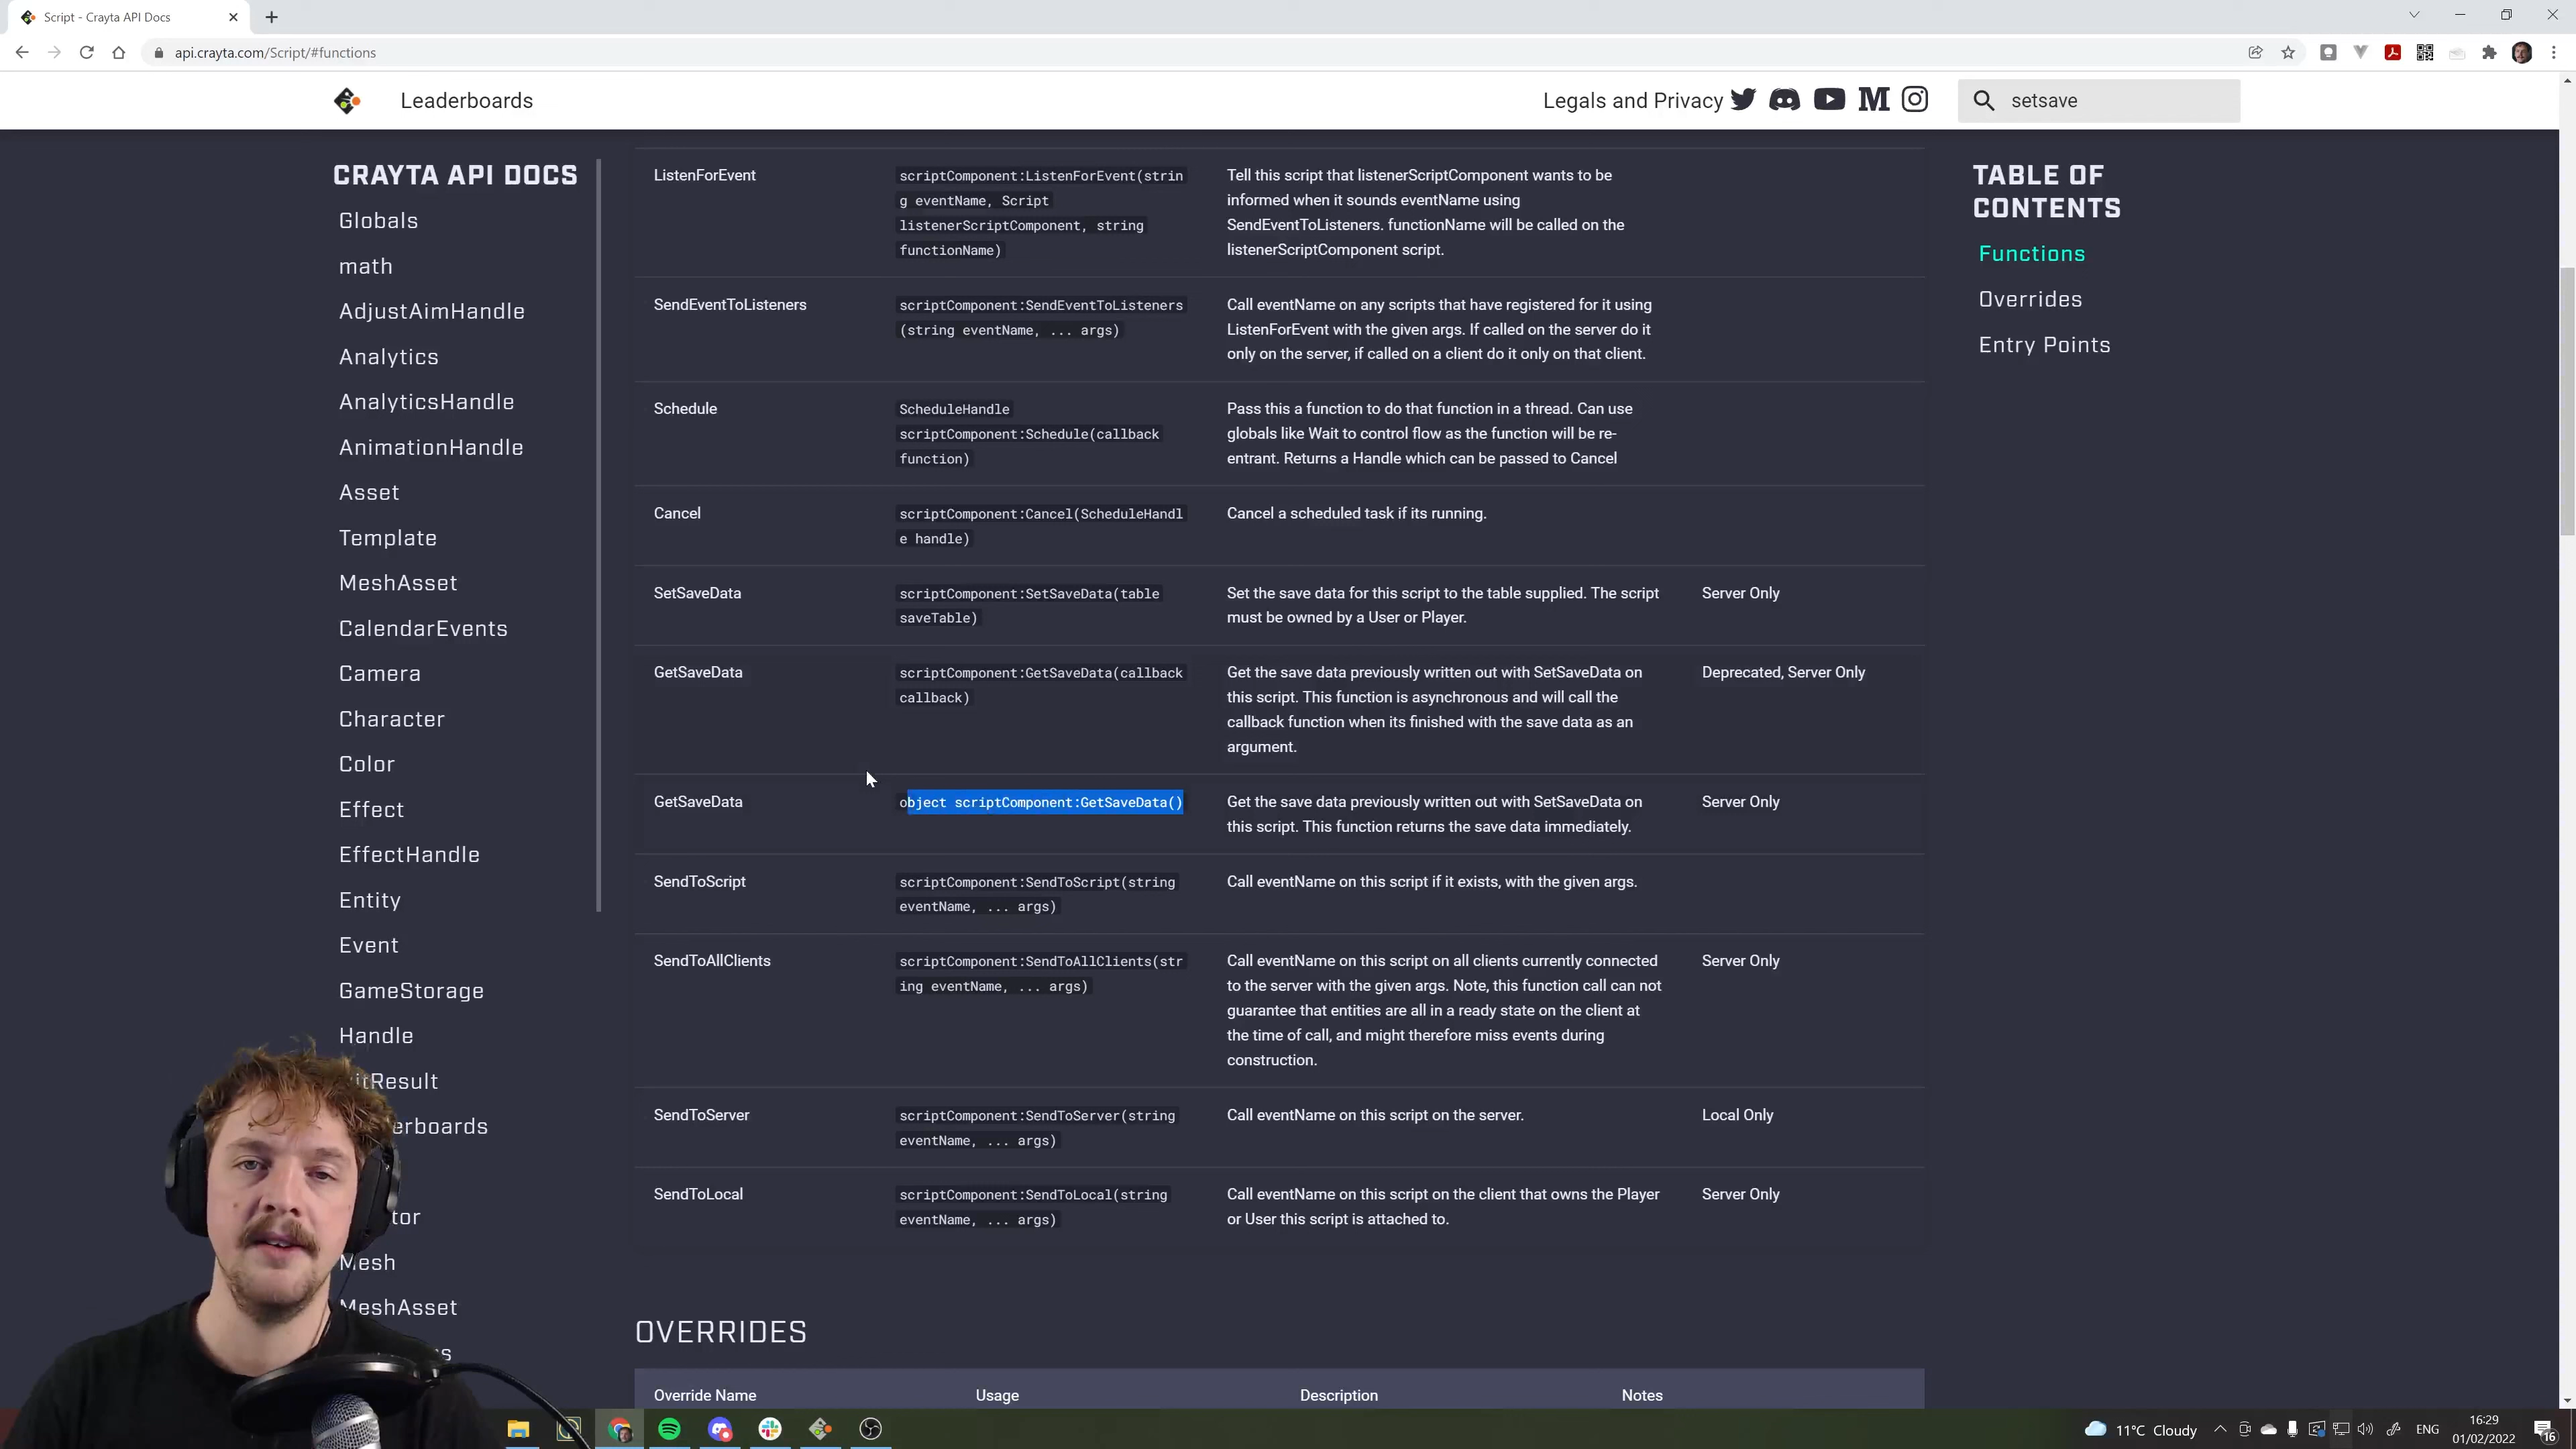 Script - Crayta API Docs
api.crayta.com/Script/#functions
Leaderboards
Legals and Privacy
setsave
CRAYTA API DOCS
Globals
math
AdjustAimHandle
Analytics
AnalyticsHandle
AnimationHandle
Asset
Template
MeshAsset
CalendarEvents
Camera
Character
Color
Effect
EffectHandle
Entity
Event
GameStorage
Handle
itResult
erboards
tor
Mesh
MeshAsset
s
ListenForEvent
scriptComponent:ListenForEvent(strin
g eventName, Script
listenerScriptComponent, string
functionName)
Tell this script that listenerScriptComponent wants to be
informed when it sounds eventName using
SendEventToListeners. functionName will be called on the
listenerScriptComponent script.
SendEventToListeners
scriptComponent:SendEventToListeners
(string eventName, ... args)
Call eventName on any scripts that have registered for it using
ListenForEvent with the given args. If called on the server do it
only on the server, if called on a client do it only on that client.
Schedule
ScheduleHandle
scriptComponent:Schedule(callback
function)
Pass this a function to do that function in a thread. Can use
globals like Wait to control flow as the function will be re-
entrant. Returns a Handle which can be passed to Cancel
Cancel
scriptComponent:Cancel(ScheduleHandl
e handle)
Cancel a scheduled task if its running.
SetSaveData
scriptComponent:SetSaveData(table
saveTable)
Set the save data for this script to the table supplied. The script
must be owned by a User or Player.
Server Only
GetSaveData
scriptComponent:GetSaveData(callback
callback)
Get the save data previously written out with SetSaveData on
this script. This function is asynchronous and will call the
callback function when its finished with the save data as an
argument.
Deprecated, Server Only
GetSaveData
object scriptComponent:GetSaveData()
Get the save data previously written out with SetSaveData on
this script. This function returns the save data immediately.
Server Only
SendToScript
scriptComponent:SendToScript(string
eventName, ... args)
Call eventName on this script if it exists, with the given args.
SendToAllClients
scriptComponent:SendToAllClients(str
ing eventName, ... args)
Call eventName on this script on all clients currently connected
to the server with the given args. Note, this function call can not
guarantee that entities are all in a ready state on the client at
the time of call, and might therefore miss events during
construction.
Server Only
SendToServer
scriptComponent:SendToServer(string
eventName, ... args)
Call eventName on this script on the server.
Local Only
SendToLocal
scriptComponent:SendToLocal(string
eventName, ... args)
Call eventName on this script on the client that owns the Player
or User this script is attached to.
Server Only
OVERRIDES
Override Name
Usage
Description
Notes
TABLE OF
CONTENTS
Functions
Overrides
Entry Points
11°C Cloudy
ENG
16:29
01/02/2022
16